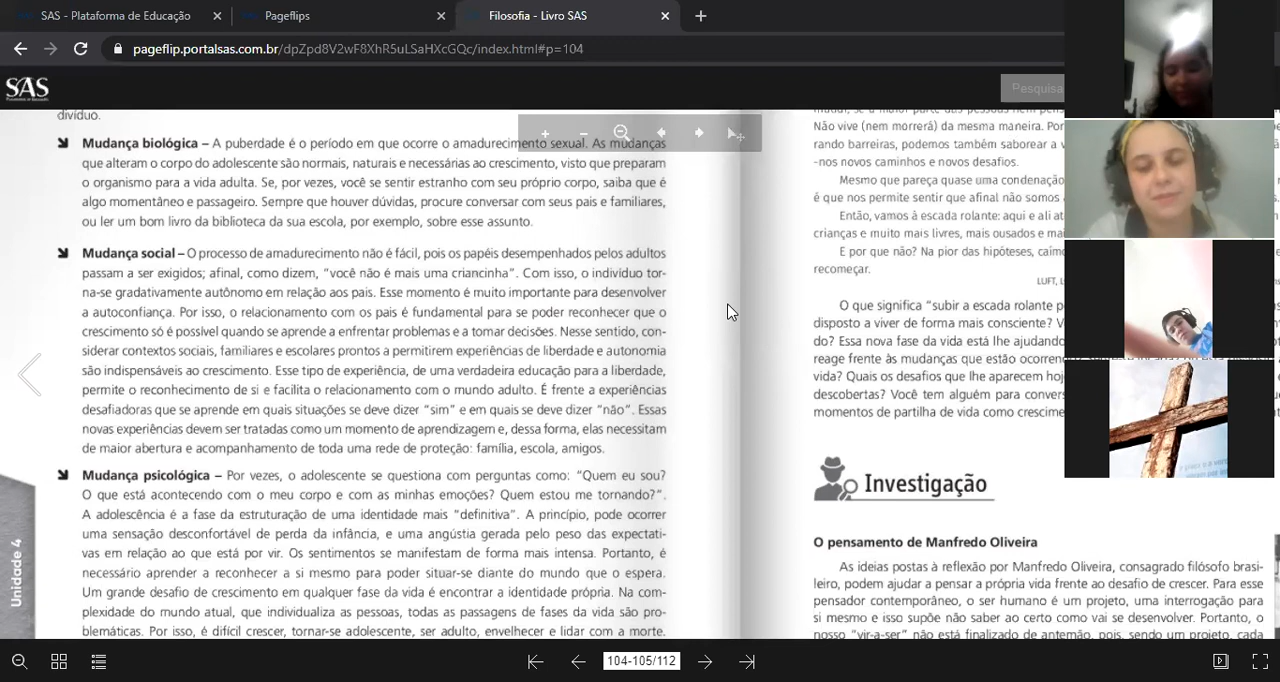 SAS - Plataforma de Educação
Pageflips
Filosofia - Livro SAS
pageflip.portalsas.com.br/dpZpd8V2wF8XhR5uLSaHXcGQc/index.html#p=104
SAS
Pesquisa
divíduo.
Mudança biológica – A puberdade é o período em que ocorre o amadurecimento sexual. As mudanças
que alteram o corpo do adolescente são normais, naturais e necessárias ao crescimento, visto que preparam
o organismo para a vida adulta. Se, por vezes, você se sentir estranho com seu próprio corpo, saiba que é
algo momentâneo e passageiro. Sempre que houver dúvidas, procure conversar com seus pais e familiares,
ou ler um bom livro da biblioteca da sua escola, por exemplo, sobre esse assunto.
Mudança social – O processo de amadurecimento não é fácil, pois os papéis desempenhados pelos adultos
passam a ser exigidos; afinal, como dizem, “você não é mais uma criancinha”. Com isso, o indivíduo tor-
na-se gradativamente autônomo em relação aos pais. Esse momento é muito importante para desenvolver
a autoconfiança. Por isso, o relacionamento com os pais é fundamental para se poder reconhecer que o
crescimento só é possível quando se aprende a enfrentar problemas e a tomar decisões. Nesse sentido, con-
siderar contextos sociais, familiares e escolares prontos a permitirem experiências de liberdade e autonomia
são indispensáveis ao crescimento. Esse tipo de experiência, de uma verdadeira educação para a liberdade,
permite o reconhecimento de si e facilita o relacionamento com o mundo adulto. É frente a experiências
desafiadoras que se aprende em quais situações se deve dizer “sim” e em quais se deve dizer “não”. Essas
novas experiências devem ser tratadas como um momento de aprendizagem e, dessa forma, elas necessitam
de maior abertura e acompanhamento de toda uma rede de proteção: família, escola, amigos.
Mudança psicológica – Por vezes, o adolescente se questiona com perguntas como: “Quem eu sou?
O que está acontecendo com o meu corpo e com as minhas emoções? Quem estou me tornando?”.
A adolescência é a fase da estruturação de uma identidade mais “definitiva”. A princípio, pode ocorrer
uma sensação desconfortável de perda da infância, e uma angústia gerada pelo peso das expectati-
vas em relação ao que está por vir. Os sentimentos se manifestam de forma mais intensa. Portanto, é
necessário aprender a reconhecer a si mesmo para poder situar-se diante do mundo que o espera.
Um grande desafio de crescimento em qualquer fase da vida é encontrar a identidade própria. Na com-
plexidade do mundo atual, que individualiza as pessoas, todas as passagens de fases da vida são pro-
blemáticas. Por isso, é difícil crescer, tornar-se adolescente, ser adulto, envelhecer e lidar com a morte.
Unidade 4
Não vive (nem morrerá) da mesma maneira. Por
rando barreiras, podemos também saborear a v
-nos novos caminhos e novos desafios.
Mesmo que pareça quase uma condenação
é que nos permite sentir que afinal não somos
Então, vamos à escada rolante: aqui e ali at
crianças e muito mais livres, mais ousados e ma
E por que não? Na pior das hipóteses, caímo
recomeçar.
LUFT, L
O que significa “subir a escada rolante p
disposto a viver de forma mais consciente? V
do? Essa nova fase da vida está lhe ajudando
reage frente às mudanças que estão ocorren
vida? Quais os desafios que lhe aparecem hoj
descobertas? Você tem alguém para convers
momentos de partilha de vida como crescime
Investigação
O pensamento de Manfredo Oliveira
As ideias postas à reflexão por Manfredo Oliveira, consagrado filósofo brasi-
leiro, podem ajudar a pensar a própria vida frente ao desafio de crescer. Para esse
pensador contemporâneo, o ser humano é um projeto, uma interrogação para
si mesmo e isso supõe não saber ao certo como vai se desenvolver. Portanto, o
nosso “vir-a-ser” não está finalizado de antemão, pois, sendo um projeto, cada
104-105/112